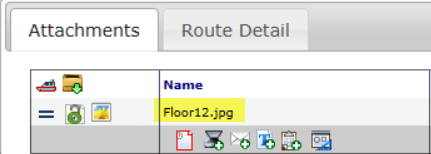 Attachments Route Detail
Name
Floor12.jpg